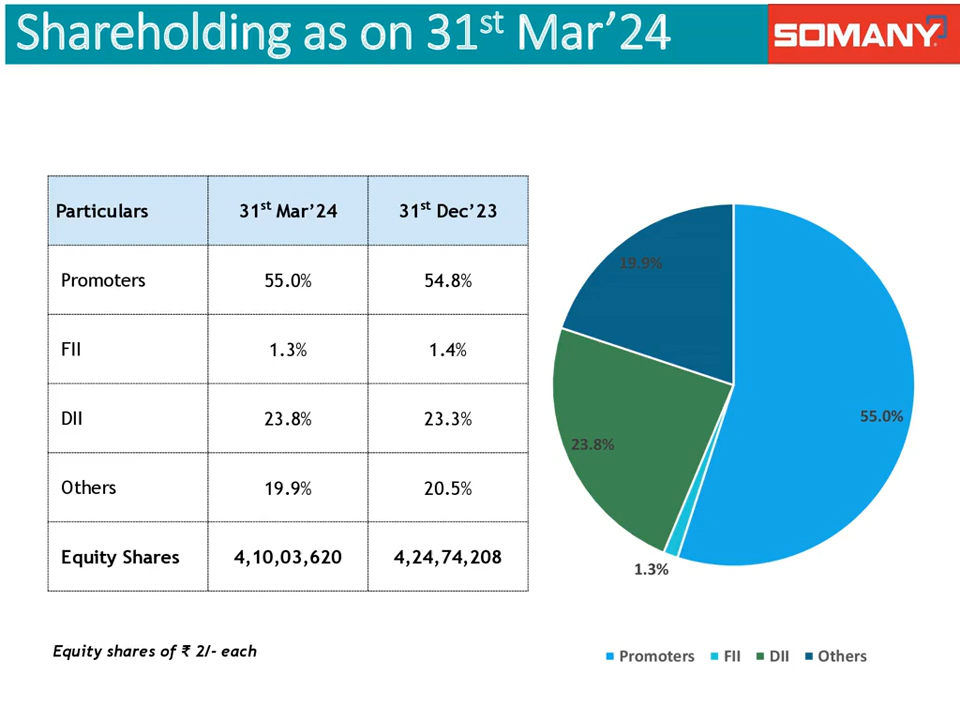 Shareholding as on 31st Mar’24
SOMANY
Particulars 31st Mar’24 31st Dec’23
Promoters 55.0% 54.8%
FII 1.3% 1.4%
DII 23.8% 23.3%
Others 19.9% 20.5%
Equity Shares 4,10,03,620 4,24,74,208
19.9%
55.0%
23.8%
1.3%
Equity shares of ₹ 2/- each
Promoters FII DII Others